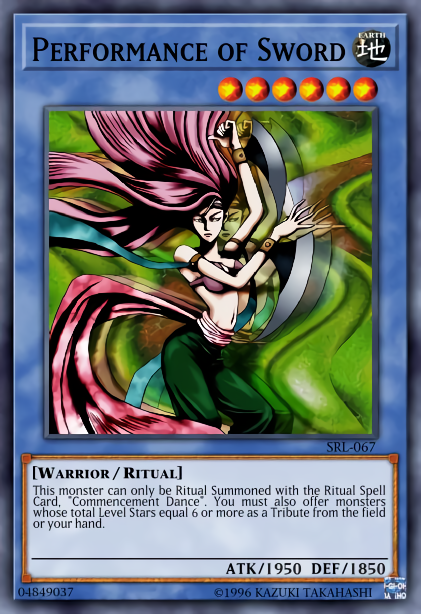 PERFORMANCE OF SWORD
EARTH
地
SRL-067
[WARRIOR / RITUAL]
This monster can only be Ritual Summoned with the Ritual Spell
Card, "Commencement Dance". You must also offer monsters
whose total Level Stars equal 6 or more as a Tribute from the field
or your hand.
ATK/1950 DEF/1850
04849037
©1996 KAZUKI TAKAHASHI